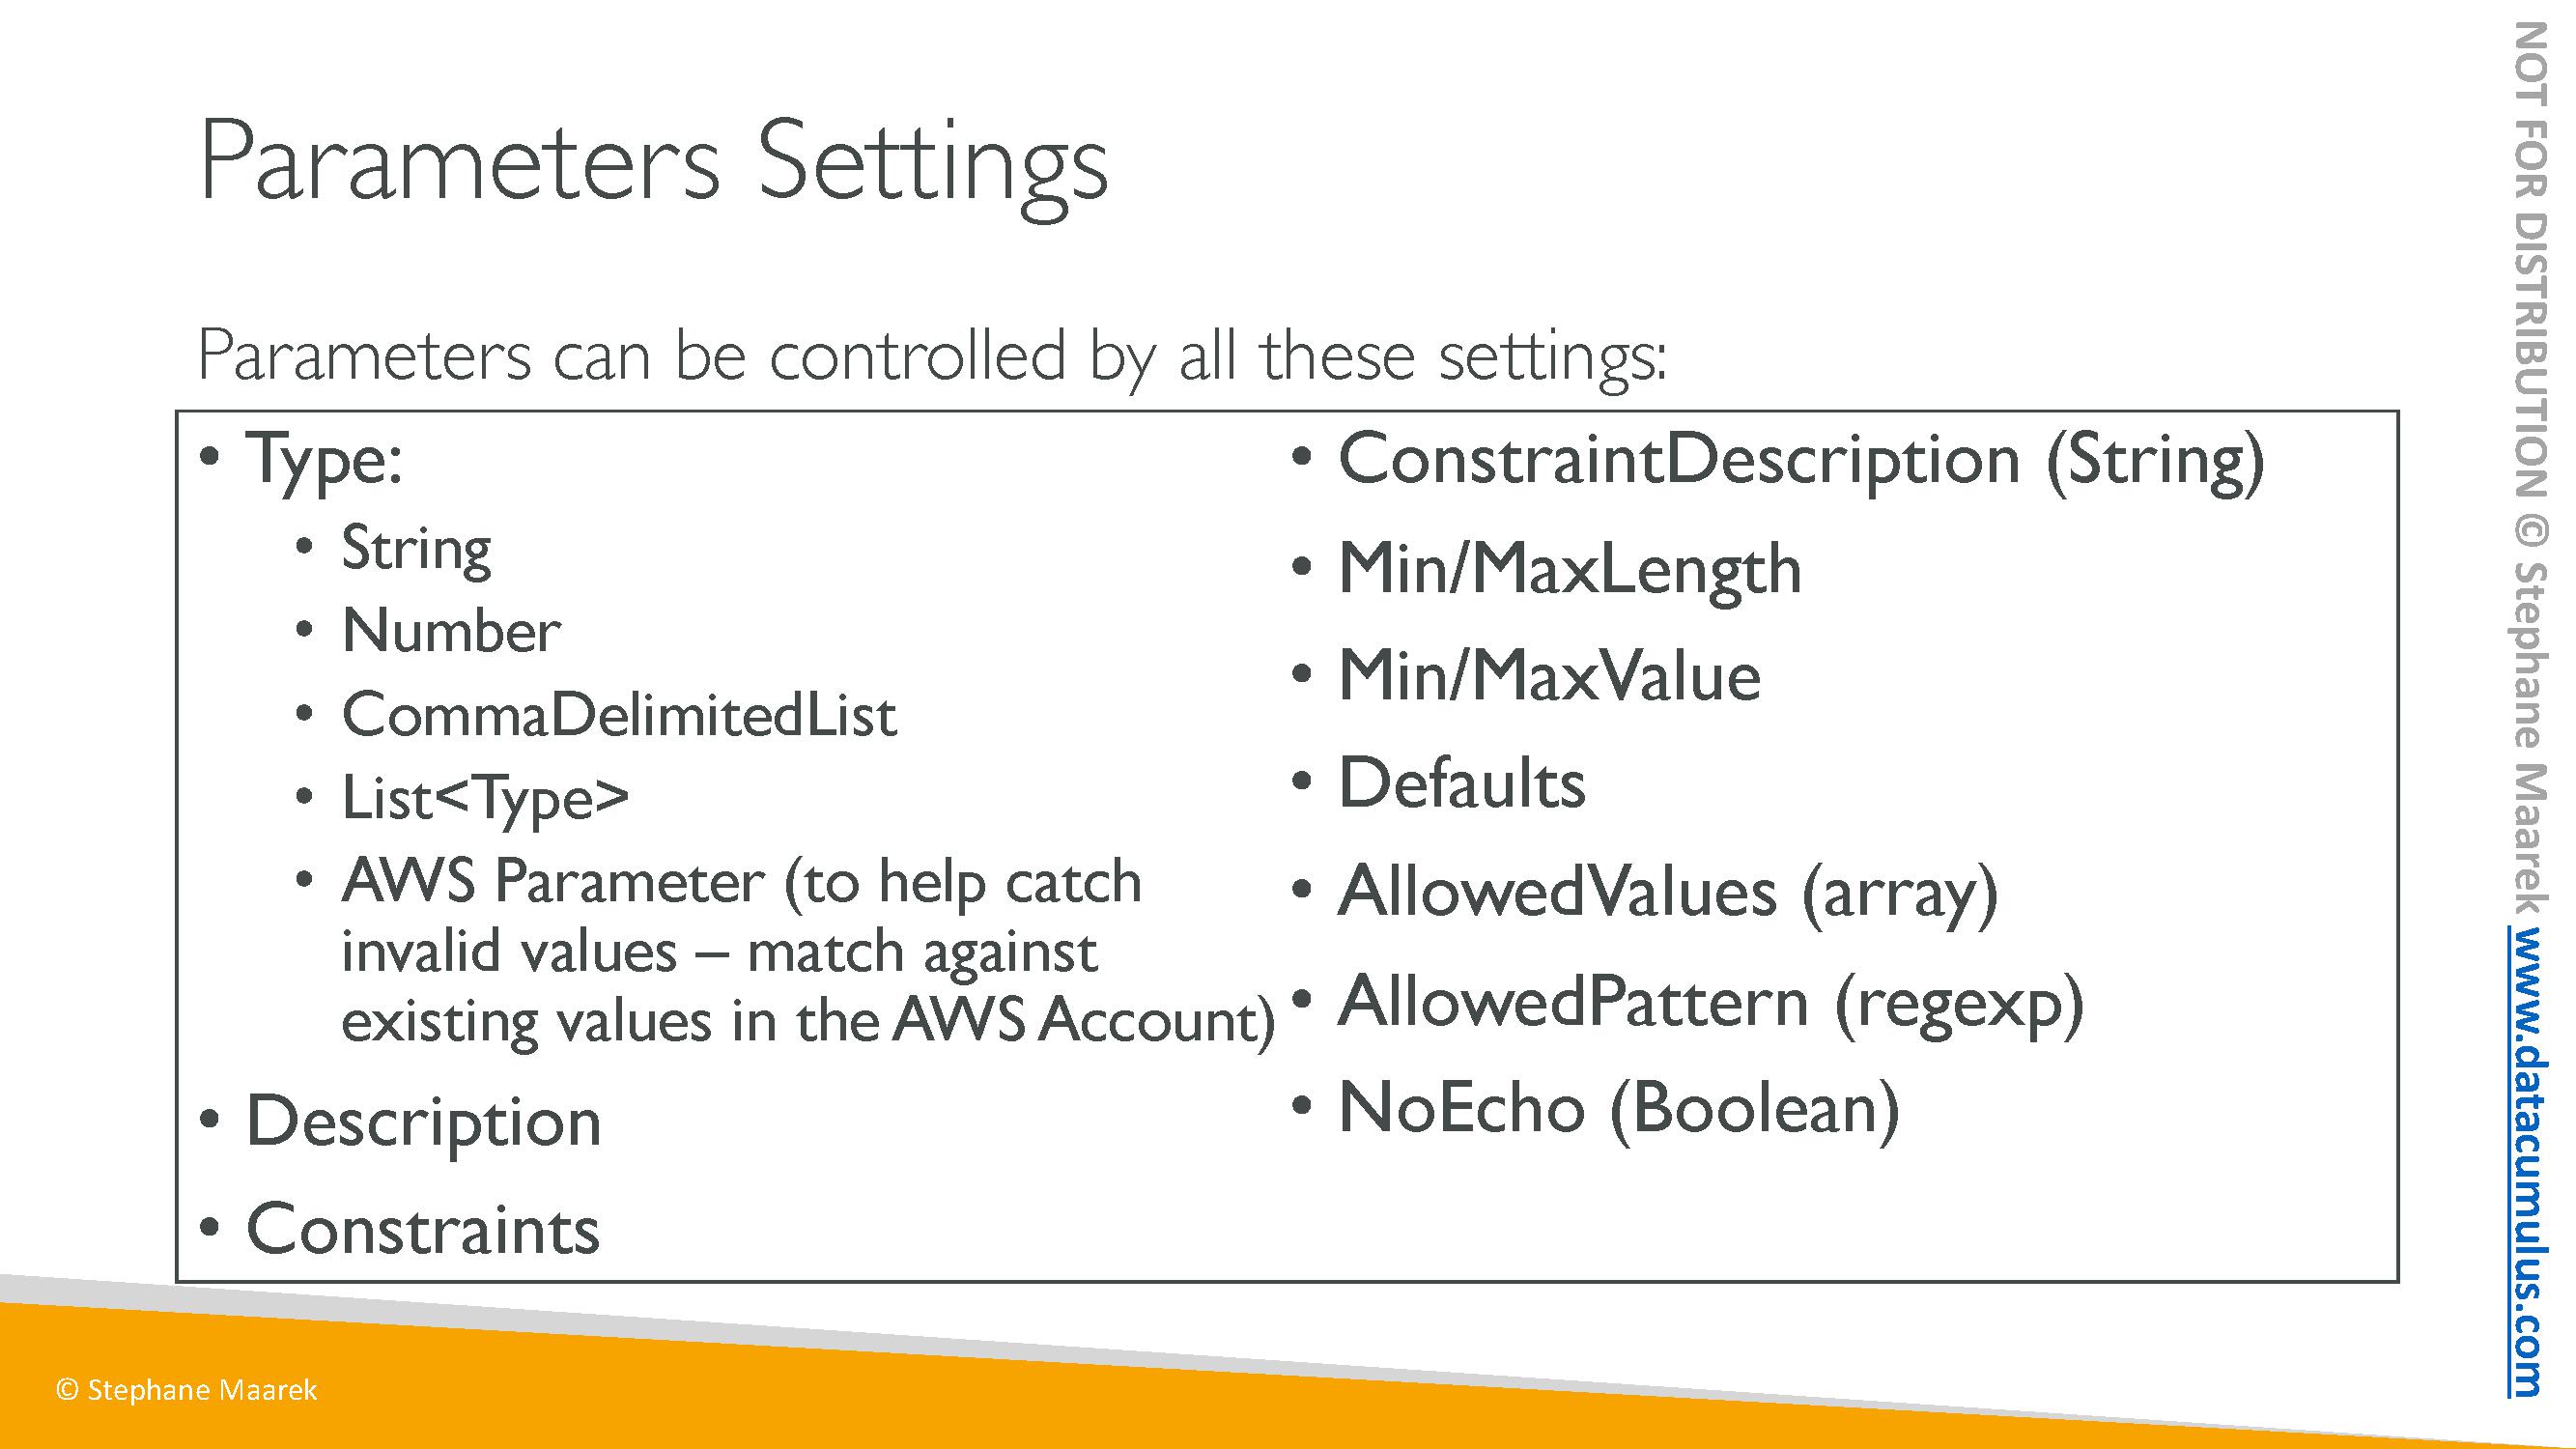 Parameters Settings
Parameters can be controlled by all these settings:
• Type:
• String
• Number
• CommaDelimitedList
• List<Type>
• AWS Parameter (to help catch
invalid values – match against
existing values in the AWS Account)
• Description
• Constraints
• ConstraintDescription (String)
• Min/MaxLength
• Min/MaxValue
• Defaults
• AllowedValues (array)
• AllowedPattern (regexp)
• NoEcho (Boolean)
© Stephane Maarek
NOT FOR DISTRIBUTION © Stephane Maarek www.datacumulus.com